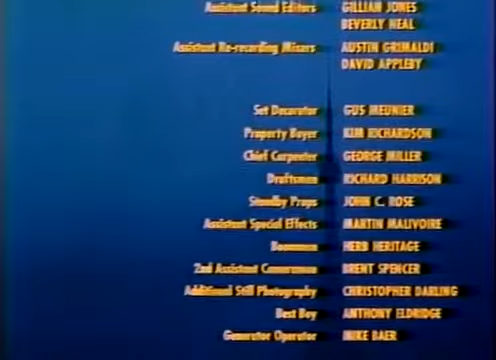 Assistant Sound Editors GILLIAN JONES
BEVERLY NEAL
Assistant Re-recording Mixers AUSTIN GRIMALDI
DAVID APPLEBY
Set Decorator GUS MEUNIER
Property Buyer KIM RICHARDSON
Chief Carpenter GEORGE MILLER
Draftsman RICHARD HARRISON
Standby Props JOHN C. ROSE
Assistant Special Effects MARTIN MALIVOIRE
Boomman HERB HERITAGE
2nd Assistant Cameraman BRENT SPENCER
Additional Still Photography CHRISTOPHER DARLING
Best Boy ANTHONY ELDRIDGE
Generator Operator MIKE BAER